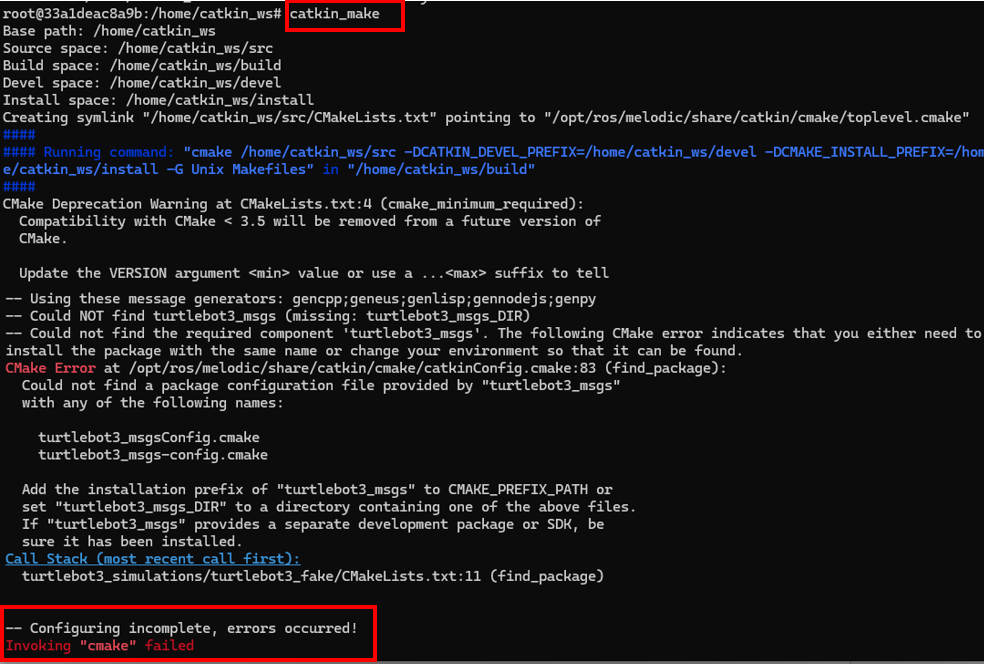 root@33a1deac8a9b:/home/catkin_ws# catkin_make
Base path: /home/catkin_ws
Source space: /home/catkin_ws/src
Build space: /home/catkin_ws/build
Devel space: /home/catkin_ws/devel
Install space: /home/catkin_ws/install
Creating symlink "/home/catkin_ws/src/CMakeLists.txt" pointing to "/opt/ros/melodic/share/catkin/cmake/toplevel.cmake"
####
#### Running command: "cmake /home/catkin_ws/src -DCATKIN_DEVEL_PREFIX=/home/catkin_ws/devel -DCMAKE_INSTALL_PREFIX=/hom
e/catkin_ws/install -G Unix Makefiles" in "/home/catkin_ws/build"
####
CMake Deprecation Warning at CMakeLists.txt:4 (cmake_minimum_required):
Compatibility with CMake < 3.5 will be removed from a future version of
CMake.
Update the VERSION argument <min> value or use a ...<max> suffix to tell
-- Using these message generators: gencpp;geneus;genlisp;gennodejs;genpy
-- Could NOT find turtlebot3_msgs (missing: turtlebot3_msgs_DIR)
-- Could not find the required component 'turtlebot3_msgs'. The following CMake error indicates that you either need to
install the package with the same name or change your environment so that it can be found.
CMake Error at /opt/ros/melodic/share/catkin/cmake/catkinConfig.cmake:83 (find_package):
Could not find a package configuration file provided by "turtlebot3_msgs"
with any of the following names:
turtlebot3_msgsConfig.cmake
turtlebot3_msgs-config.cmake
Add the installation prefix of "turtlebot3_msgs" to CMAKE_PREFIX_PATH or
set "turtlebot3_msgs_DIR" to a directory containing one of the above files.
If "turtlebot3_msgs" provides a separate development package or SDK, be
sure it has been installed.
Call Stack (most recent call first):
turtlebot3_simulations/turtlebot3_fake/CMakeLists.txt:11 (find_package)
-- Configuring incomplete, errors occurred!
Invoking "cmake" failed